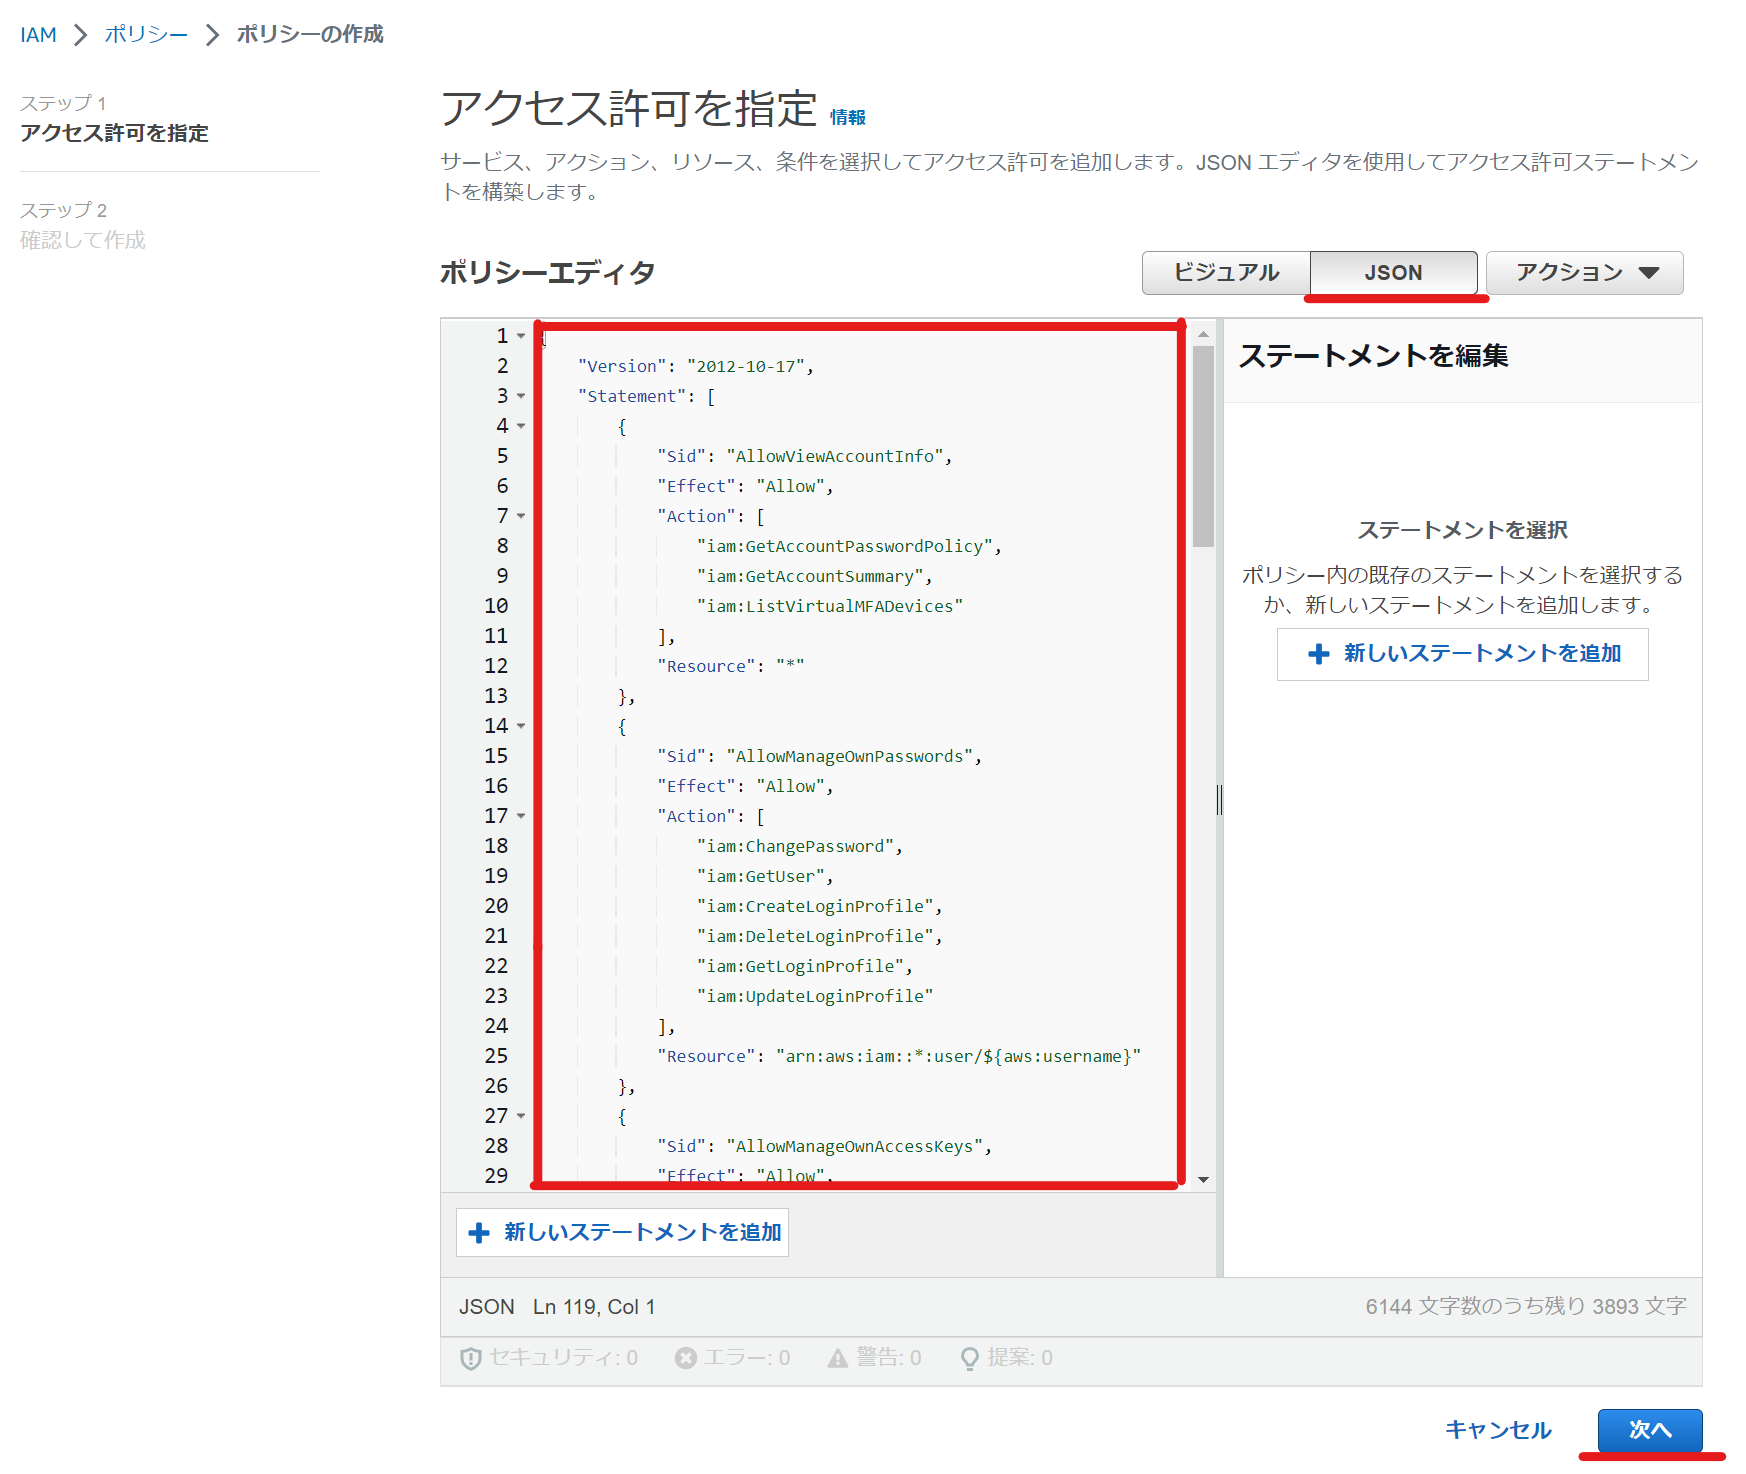 IAM > ポリシー > ポリシーの作成
ステップ 1
アクセス許可を指定
ステップ 2
確認して作成
アクセス許可を指定 情報
サービス、アクション、リソース、条件を選択してアクセス許可を追加します。JSON エディタを使用してアクセス許可ステートメン
トを構築します。
ポリシーエディタ
ビジュアル JSON アクション
1 {
2 "Version": "2012-10-17",
3 "Statement": [
4 {
5 "Sid": "AllowViewAccountInfo",
6 "Effect": "Allow",
7 "Action": [
8 "iam:GetAccountPasswordPolicy",
9 "iam:GetAccountSummary",
10 "iam:ListVirtualMFADevices"
11 ],
12 "Resource": "*"
13 },
14 {
15 "Sid": "AllowManageOwnPasswords",
16 "Effect": "Allow",
17 "Action": [
18 "iam:ChangePassword",
19 "iam:GetUser",
20 "iam:CreateLoginProfile",
21 "iam:DeleteLoginProfile",
22 "iam:GetLoginProfile",
23 "iam:UpdateLoginProfile"
24 ],
25 "Resource": "arn:aws:iam::*:user/${aws:username}"
26 },
27 {
28 "Sid": "AllowManageOwnAccessKeys",
29 "Effect": "Allow",
新しいステートメントを追加
ステートメントを編集
ステートメントを選択
ポリシー内の既存のステートメントを選択する
か、新しいステートメントを追加します。
新しいステートメントを追加
JSON Ln 119, Col 1
6144 文字数のうち残り 3893 文字
セキュリティ: 0 エラー: 0 警告: 0 提案: 0
キャンセル 次へ